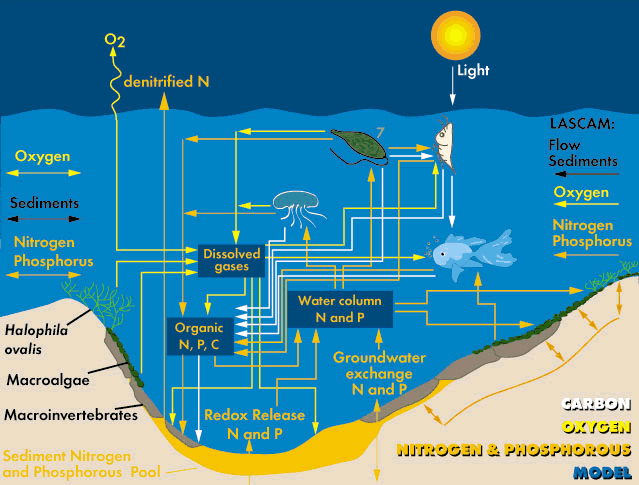 O2
denitrified N
Light
7
LASCAM:
Flow
Sediments
Oxygen
Nitrogen
Phosphorus
Oxygen
Sediments
Nitrogen
Phosphorus
Dissolved
gases
Water column
N and P
Organic
N, P, C
Halophila
ovalis
Macroalgae
Macroinvertebrates
Groundwater
exchange
N and P
Redox Release
N and P
Sediment Nitrogen
and Phosphorous Pool
CARBON
OXYGEN
NITROGEN & PHOSPHOROUS
MODEL